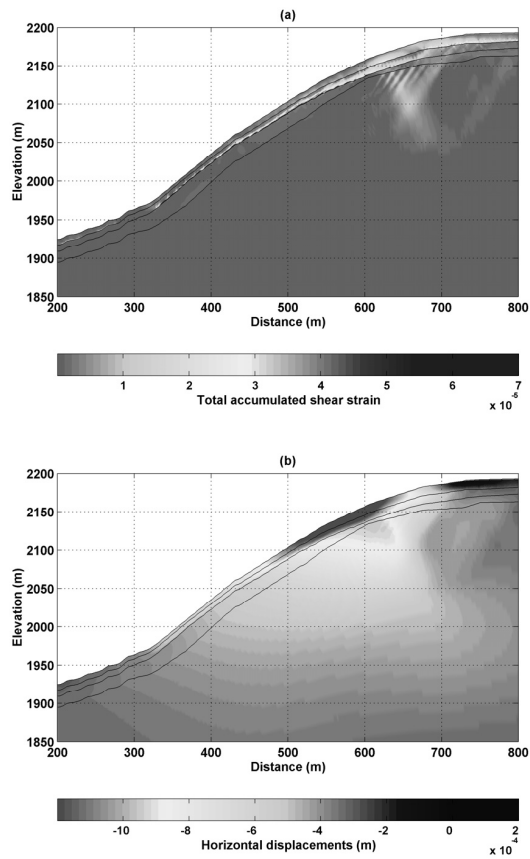 (a)
2200
2150
2100
2050
2000
1950
1900
1850
Elevation (m)
200 300 400 500 600 700 800
Distance (m)
1 2 3 4 5 6 7
Total accumulated shear strain
x 10^-5
(b)
2200
2150
2100
2050
2000
1950
1900
1850
Elevation (m)
200 300 400 500 600 700 800
Distance (m)
-10 -8 -6 -4 -2 0 2
Horizontal displacements (m)
x 10^-4